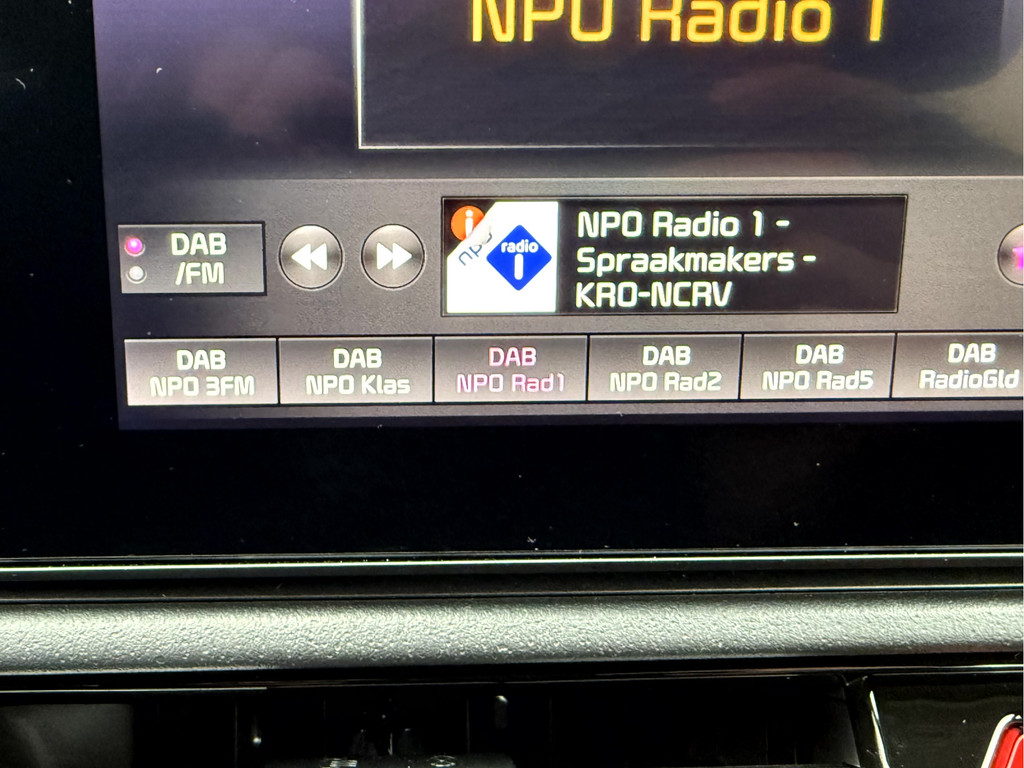 NPO Radio 1
DAB
/FM
i
npo
radio
1
NPO Radio 1 -
Spraakmakers -
KRO-NCRV
DAB
NPO 3FM
DAB
NPO Klas
DAB
NPO Rad1
DAB
NPO Rad2
DAB
NPO Rad5
DAB
RadioGld